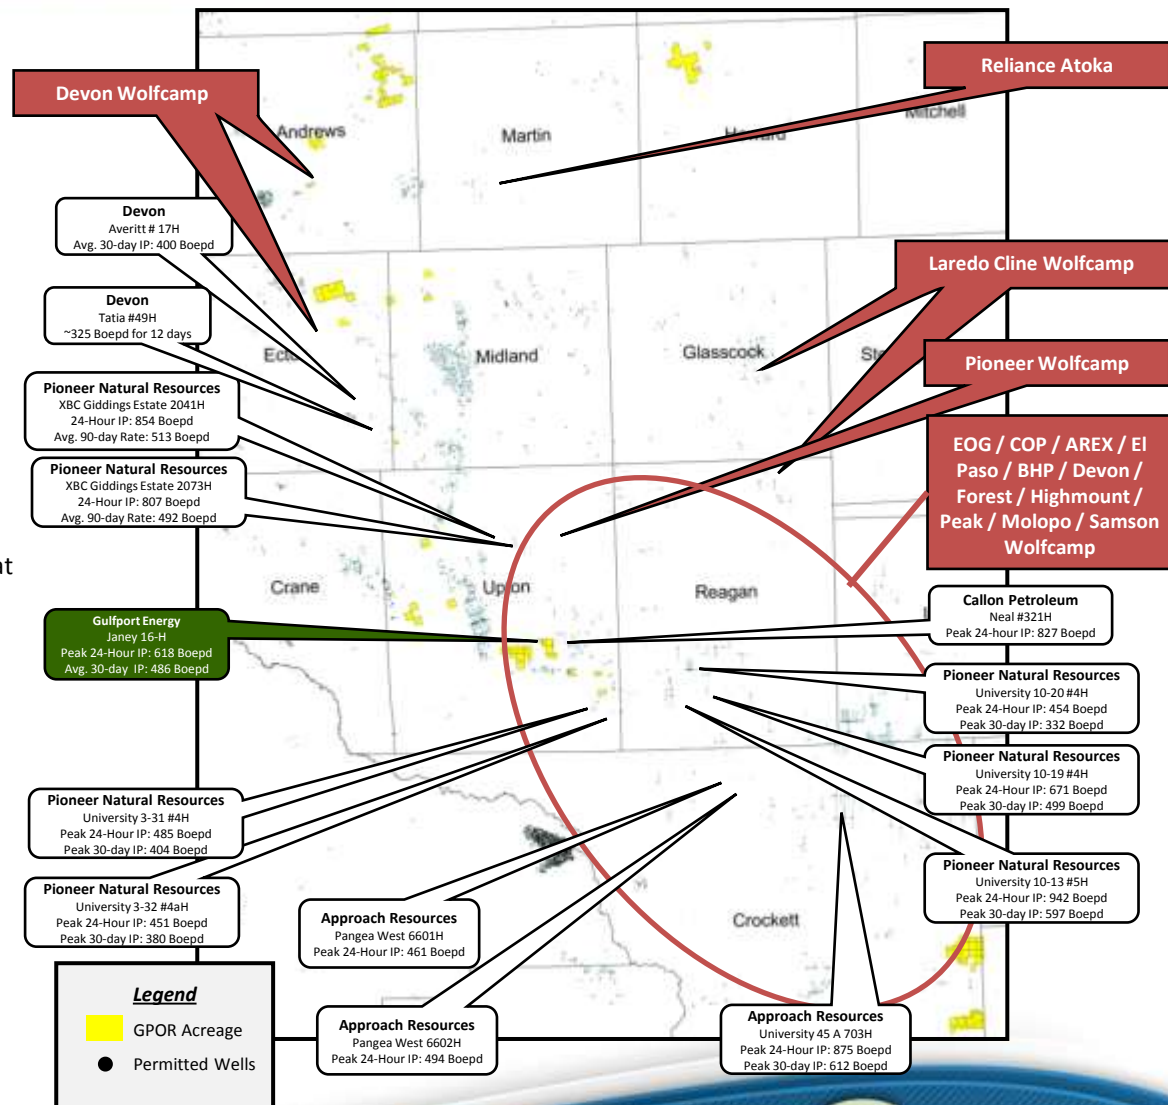 Devon Wolfcamp
Reliance Atoka
Andrews
Martin
Howard
Mitchell
Devon
Averitt # 17H
Avg. 30-day IP: 400 Boepd
Laredo Cline Wolfcamp
Devon
Tatia #49H
~325 Boepd for 12 days
Midland
Glasscock
Pioneer Wolfcamp
Pioneer Natural Resources
XBC Giddings Estate 2041H
24-Hour IP: 854 Boepd
Avg. 90-day Rate: 513 Boepd
EOG / COP / AREX / El
Paso / BHP / Devon /
Forest / Highmount /
Peak / Molopo / Samson
Wolfcamp
Pioneer Natural Resources
XBC Giddings Estate 2073H
24-Hour IP: 807 Boepd
Avg. 90-day Rate: 492 Boepd
Crane
Upton
Reagan
Callon Petroleum
Neal #321H
Peak 24-hour IP: 827 Boepd
Gulfport Energy
Janey 16-H
Peak 24-Hour IP: 618 Boepd
Avg. 30-day IP: 486 Boepd
Pioneer Natural Resources
University 10-20 #4H
Peak 24-Hour IP: 454 Boepd
Peak 30-day IP: 332 Boepd
Pioneer Natural Resources
University 10-19 #4H
Peak 24-Hour IP: 671 Boepd
Peak 30-day IP: 499 Boepd
Pioneer Natural Resources
University 3-31 #4H
Peak 24-Hour IP: 485 Boepd
Peak 30-day IP: 404 Boepd
Pioneer Natural Resources
University 10-13 #5H
Peak 24-Hour IP: 942 Boepd
Peak 30-day IP: 597 Boepd
Pioneer Natural Resources
University 3-32 #4aH
Peak 24-Hour IP: 451 Boepd
Peak 30-day IP: 380 Boepd
Approach Resources
Pangea West 6601H
Peak 24-Hour IP: 461 Boepd
Crockett
Approach Resources
Pangea West 6602H
Peak 24-Hour IP: 494 Boepd
Approach Resources
University 45 A 703H
Peak 24-Hour IP: 875 Boepd
Peak 30-day IP: 612 Boepd
Legend
GPOR Acreage
Permitted Wells